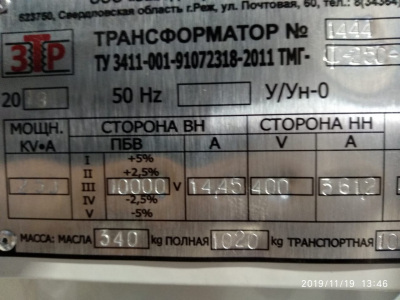 623750, Свердловская область г.Реж, ул. Почтовая, 60, тел.: 8(34364)
ЗТР
ТРАНСФОРМАТОР № 1444
ТУ 3411-001-91072318-2011 ТМГ-
20 50 Hz У/Ун-0
МОЩН. СТОРОНА ВН СТОРОНА НН
KV•A ПБВ A V A
I +5%
II +2,5%
III 10000 V 14,45 400
IV -2,5%
V -5%
МАССА: МАСЛА 340 kg ПОЛНАЯ 1020 kg ТРАНСПОРТНАЯ
2019/11/19 13:46